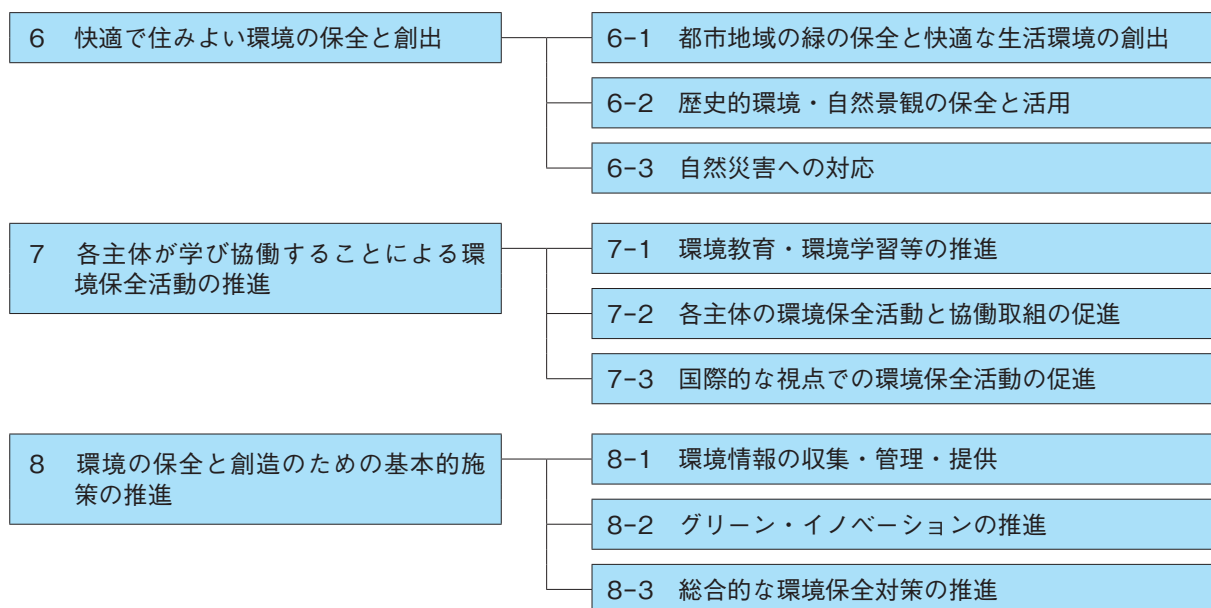 6 快適で住みよい環境の保全と創出
6-1 都市地域の緑の保全と快適な生活環境の創出
6-2 歴史的環境・自然景観の保全と活用
6-3 自然災害への対応
7 各主体が学び協働することによる環
境保全活動の推進
7-1 環境教育・環境学習等の推進
7-2 各主体の環境保全活動と協働取組の促進
7-3 国際的な視点での環境保全活動の促進
8 環境の保全と創造のための基本的施
策の推進
8-1 環境情報の収集・管理・提供
8-2 グリーン・イノベーションの推進
8-3 総合的な環境保全対策の推進